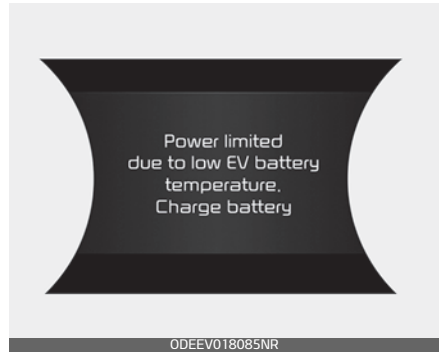 Power limited
due to low EV battery
temperature.
Charge battery
ODEEV018085NR